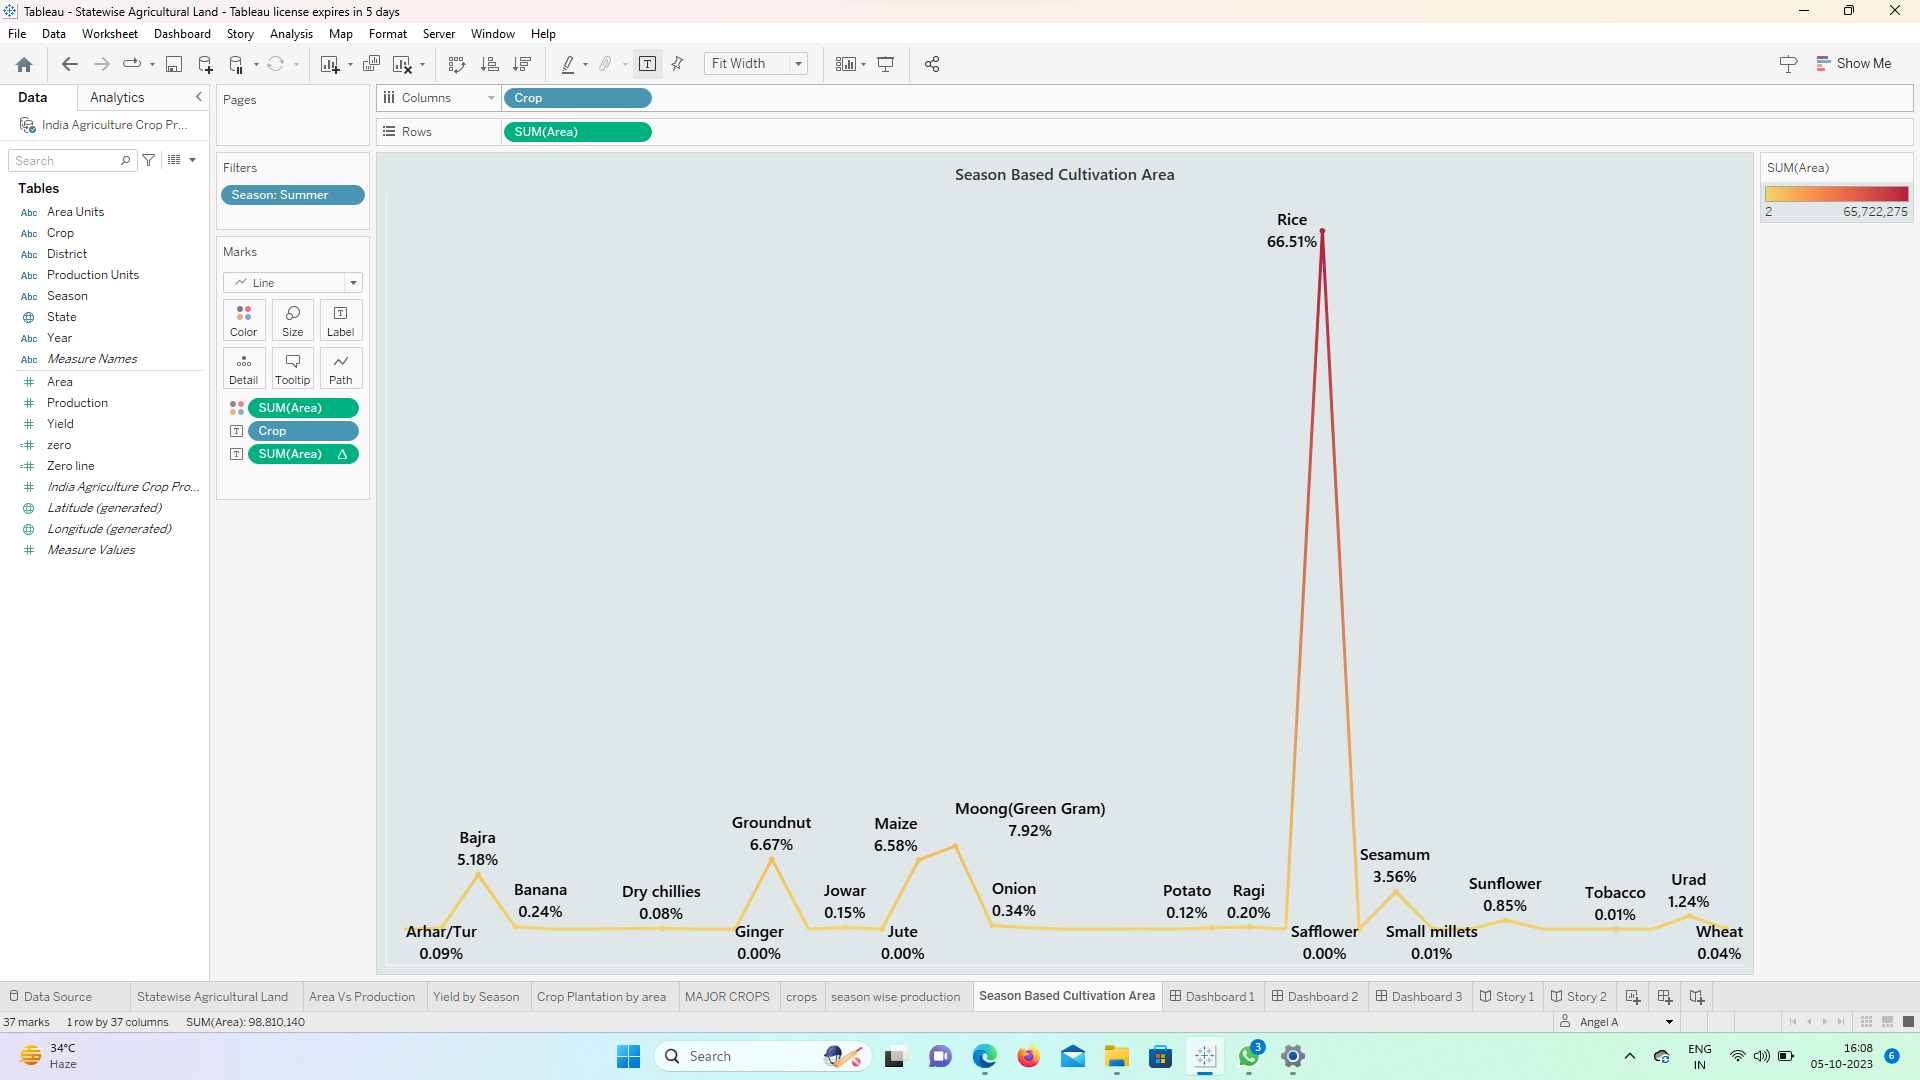 Tableau - Statewise Agricultural Land - Tableau license expires in 5 days
File Data Worksheet Dashboard Story Analysis Map Format Server Window Help
Fit Width
Show Me
Data Analytics
India Agriculture Crop Pr...
Search
Tables
Abc Area Units
Abc Crop
Abc District
Abc Production Units
Abc Season
State
Abc Year
Abc Measure Names
Area
Production
Yield
zero
Zero line
India Agriculture Crop Pro...
Latitude (generated)
Longitude (generated)
Measure Values
Pages
Filters
Season: Summer
Marks
Line
Color Size Label
Detail Tooltip Path
SUM(Area)
Crop
SUM(Area) Δ
Columns Crop
Rows SUM(Area)
Season Based Cultivation Area
Rice
66.51%
Moong(Green Gram)
7.92%
Groundnut
6.67%
Maize
6.58%
Bajra
5.18%
Sesamum
3.56%
Urad
1.24%
Sunflower
0.85%
Banana
0.24%
Dry chillies
0.08%
Jowar
0.15%
Onion
0.34%
Potato
0.12%
Ragi
0.20%
Tobacco
0.01%
Arhar/Tur
0.09%
Ginger
0.00%
Jute
0.00%
Safflower
0.00%
Small millets
0.01%
Wheat
0.04%
SUM(Area)
2 65,722,275
Data Source Statewise Agricultural Land Area Vs Production Yield by Season Crop Plantation by area MAJOR CROPS crops season wise production Season Based Cultivation Area Dashboard 1 Dashboard 2 Dashboard 3 Story 1 Story 2
37 marks 1 row by 37 columns SUM(Area): 98,810,140
Angel A
34°C
Haze
Search
3
ENG
IN
16:08
05-10-2023
6